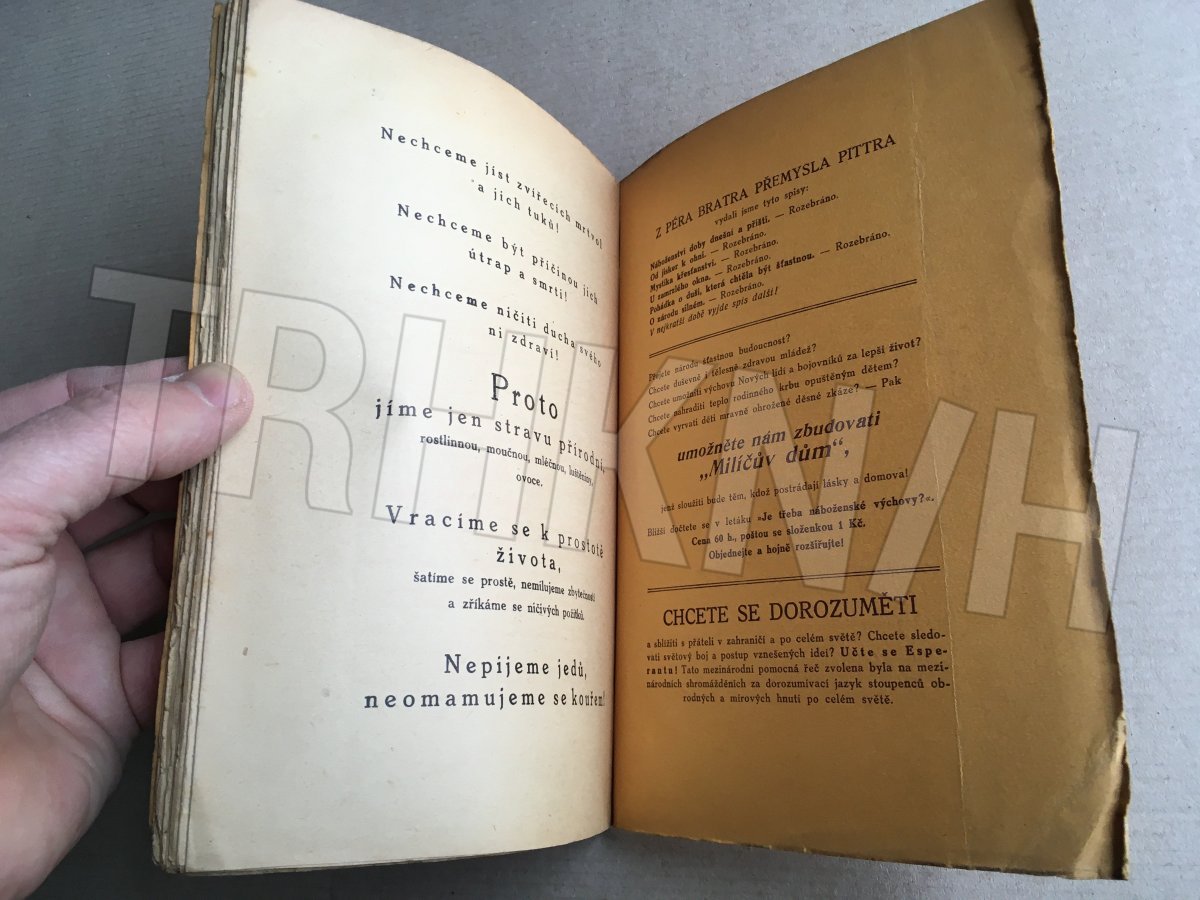 Nechceme jíst zvířecích mrtvol
a jich tuků!
Nechceme být příčinou jich
útrap a smrti!
Nechceme ničiti ducha svého
ni zdraví!
Proto
jíme jen stravu přírodní,
rostlinnou, moučnou, mléčnou, luštěniny,
ovoce.
Vracíme se k prostotě
života,
šatíme se prostě, nemilujeme zbytečností
a zříkáme se ničivých požitků.
Nepijeme jedů,
neomamujeme se kouřem!
Z PÉRA BRATRA PŘEMYSLA PITTRA
vydali jsme tyto spisy:
Náboženství doby dnešní a příští. — Rozebráno.
Od jisker k ohni. — Rozebráno.
Mystika křesťanství. — Rozebráno.
U zamrzlého okna. — Rozebráno.
Pohádka o duši, která chtěla být šťastnou. — Rozebráno.
O národu silném. — Rozebráno.
V nejkratší době vyjde spis další!
Přejete národu šťastnou budoucnost?
Chcete duševně i tělesně zdravou mládež?
Chcete umožniti výchovu Nových lidí a bojovníků za lepší život?
Chcete nahraditi teplo rodinného krbu opuštěným dětem?
Chcete vyrvati děti mravně ohrožené děsné zkáze? — Pak
umožněte nám zbudovati
„Milíčův dům“,
jenž sloužiti bude těm, kdož postrádají lásky a domova!
Bližší dočtete se v letáku »Je třeba náboženské výchovy?«.
Cena 60 h., poštou se složenkou 1 Kč.
Objednejte a hojně rozšiřujte!
CHCETE SE DOROZUMĚTI
a sblížiti s přáteli v zahraničí a po celém světě? Chcete sledo-
vati světový boj a postup vznešených ideí? Učte se Espe-
rantu! Tato mezinárodní pomocná řeč zvolena byla na mezi-
národních shromážděních za dorozumívací jazyk stoupenců ob-
rodných a mírových hnutí po celém světě.
TRHKNIH